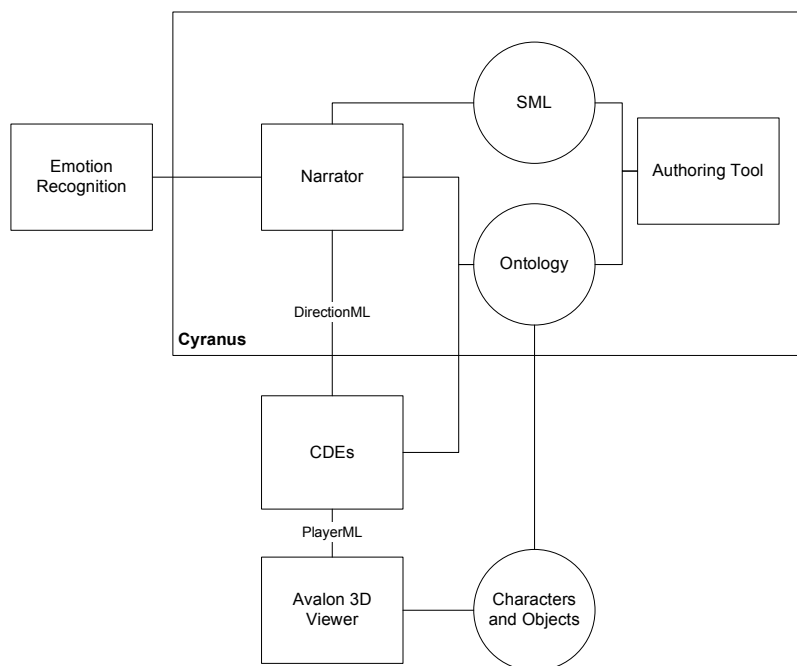 SML
Emotion
Recognition
Narrator
Authoring Tool
Ontology
DirectionML
Cyranus
CDEs
PlayerML
Avalon 3D
Viewer
Characters
and Objects